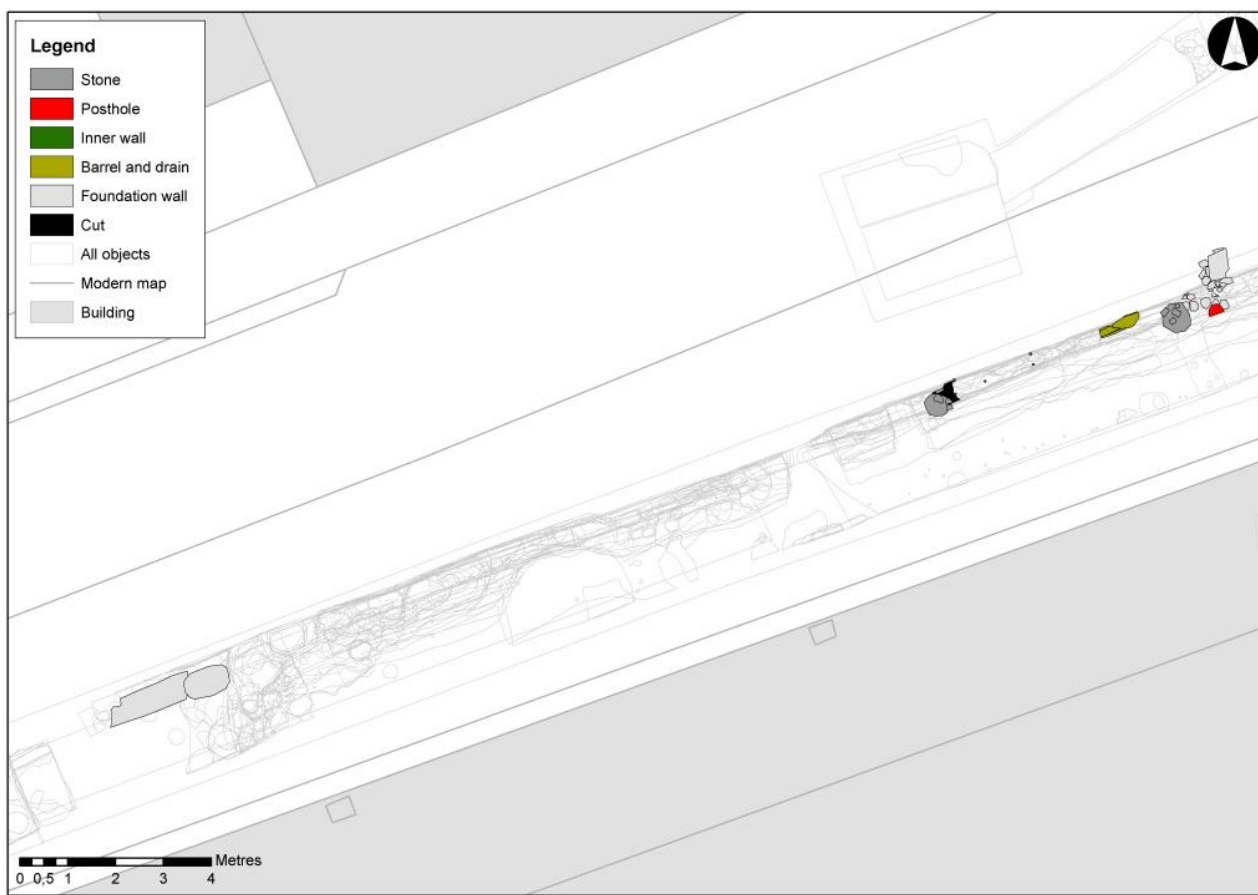 Legend
Stone
Posthole
Inner wall
Barrel and drain
Foundation wall
Cut
All objects
Modern map
Building
Metres
0 0,5 1 2 3 4